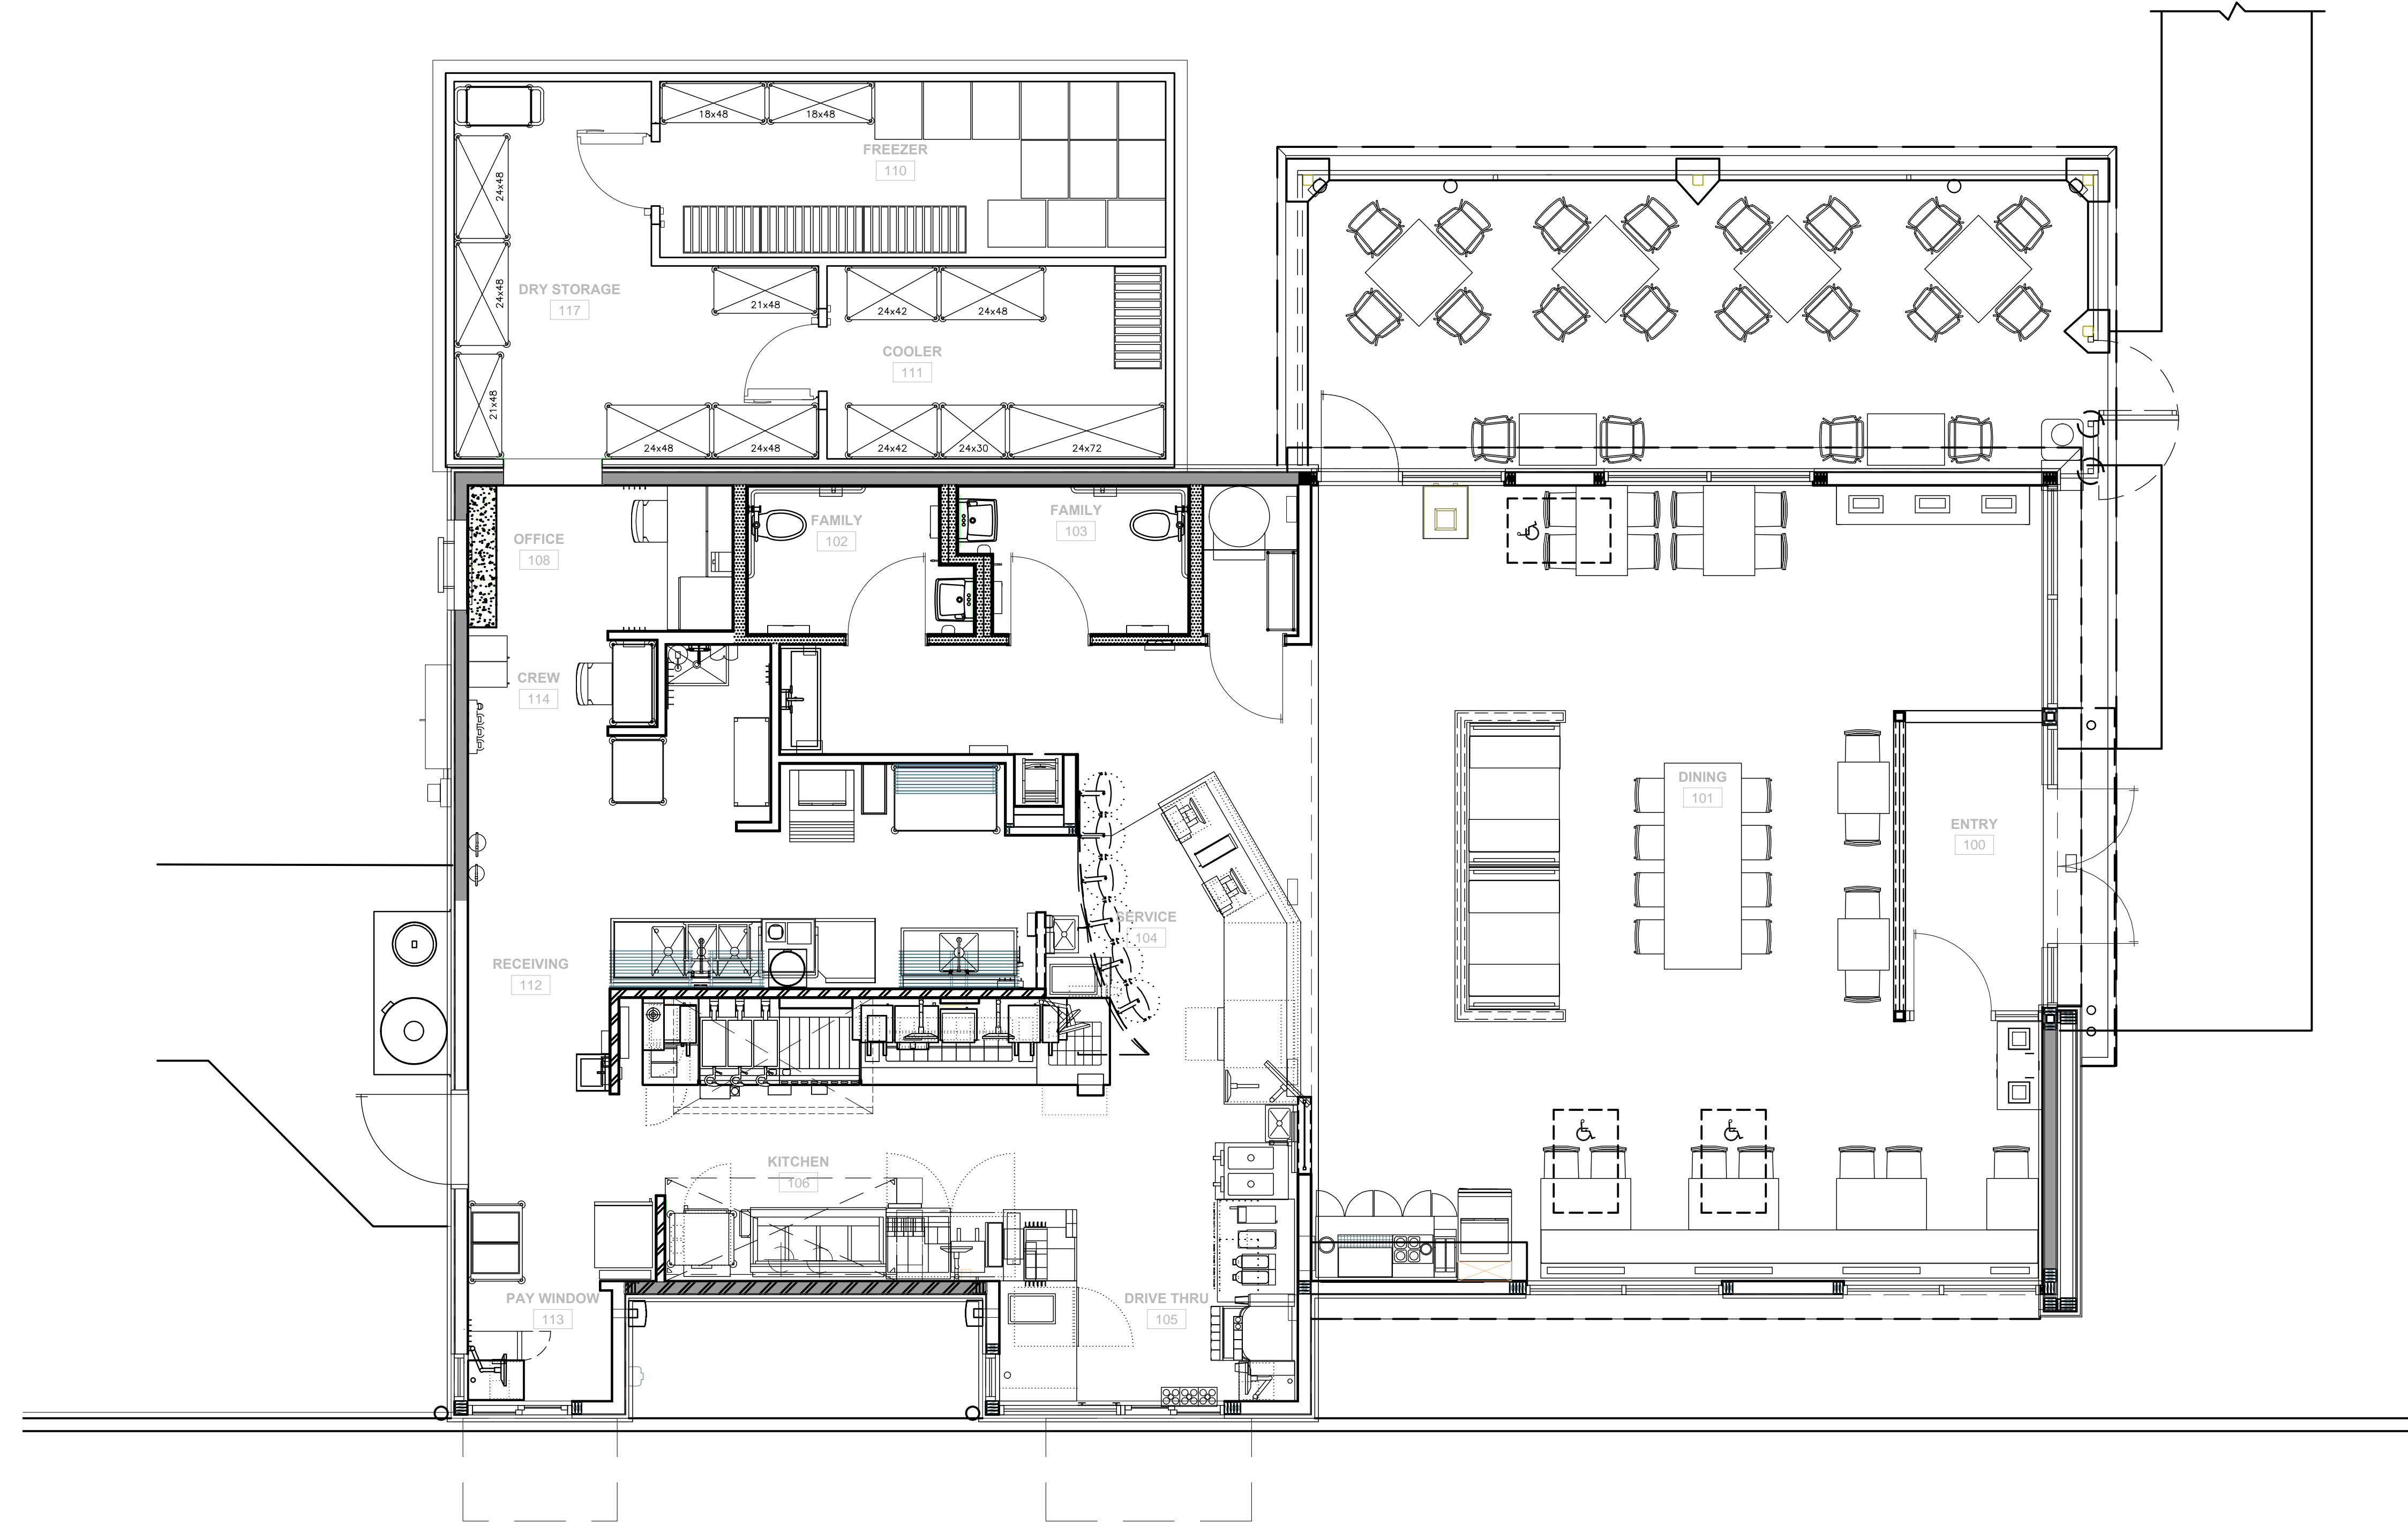 18x48
18x48
FREEZER
110
24x48
24x48
DRY STORAGE
117
21x48
24x42
24x48
COOLER
111
21x48
24x48
24x48
24x42
24x30
24x72
OFFICE
108
FAMILY
102
FAMILY
103
CREW
114
DINING
101
ENTRY
100
SERVICE
104
RECEIVING
112
KITCHEN
106
PAY WINDOW
113
DRIVE THRU
105